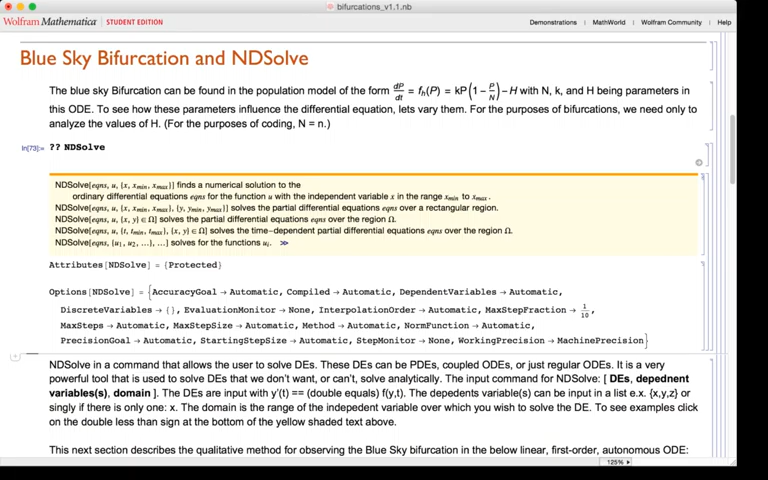 bifurcations_v1.1.nb
Wolfram Mathematica | STUDENT EDITION
Demonstrations | MathWorld | Wolfram Community | Help
Blue Sky Bifurcation and NDSolve
The blue sky Bifurcation can be found in the population model of the form dP/dt = fₕ(P) = kP(1 − P/N) − H with N, k, and H being parameters in
this ODE. To see how these parameters influence the differential equation, lets vary them. For the purposes of bifurcations, we need only to
analyze the values of H. (For the purposes of coding, N = n.)
In[73]:= ?? NDSolve
NDSolve[eqns, u, {x, xmin, xmax}] finds a numerical solution to the
ordinary differential equations eqns for the function u with the independent variable x in the range xmin to xmax.
NDSolve[eqns, u, {x, xmin, xmax}, {y, ymin, ymax}] solves the partial differential equations eqns over a rectangular region.
NDSolve[eqns, u, {x, y} ∈ Ω] solves the partial differential equations eqns over the region Ω.
NDSolve[eqns, u, {t, tmin, tmax}, {x, y} ∈ Ω] solves the time-dependent partial differential equations eqns over the region Ω.
NDSolve[eqns, {u₁, u₂, …}, …] solves for the functions uᵢ. ≫
Attributes[NDSolve] = {Protected}
Options[NDSolve] = {AccuracyGoal → Automatic, Compiled → Automatic, DependentVariables → Automatic,
DiscreteVariables → {}, EvaluationMonitor → None, InterpolationOrder → Automatic, MaxStepFraction → 1/10,
MaxSteps → Automatic, MaxStepSize → Automatic, Method → Automatic, NormFunction → Automatic,
PrecisionGoal → Automatic, StartingStepSize → Automatic, StepMonitor → None, WorkingPrecision → MachinePrecision}
NDSolve in a command that allows the user to solve DEs. These DEs can be PDEs, coupled ODEs, or just regular ODEs. It is a very
powerful tool that is used to solve DEs that we don't want, or can't, solve analytically. The input command for NDSolve: [ DEs, depednent
variables(s), domain ]. The DEs are input with y'(t) == (double equals) f(y,t). The depedents variable(s) can be input in a list e.x. {x,y,z} or
singly if there is only one: x. The domain is the range of the indepedent variable over which you wish to solve the DE. To see examples click
on the double less than sign at the bottom of the yellow shaded text above.
This next section describes the qualitative method for observing the Blue Sky bifurcation in the below linear, first-order, autonomous ODE:
125%